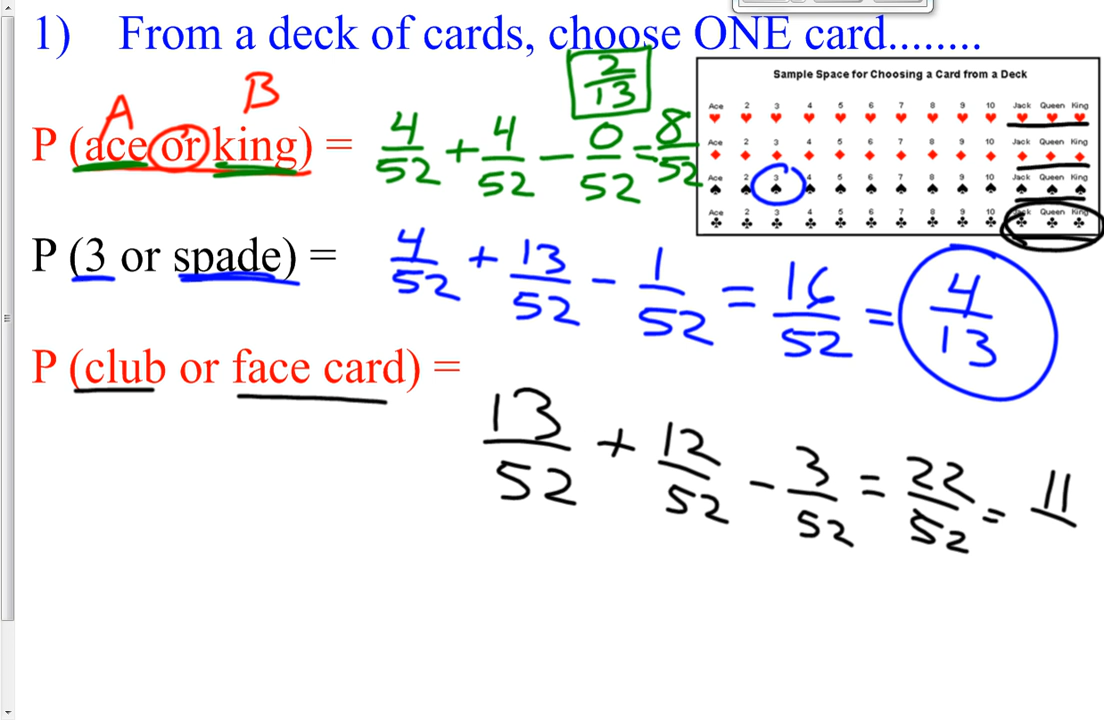 1) From a deck of cards, choose ONE card........
Sample Space for Choosing a Card from a Deck
Ace 2 3 4 5 6 7 8 9 10 Jack Queen King
Ace 2 3 4 5 6 7 8 9 10 Jack Queen King
Ace 2 3 4 5 6 7 8 9 10 Jack Queen King
Ace 2 3 4 5 6 7 8 9 10 Jack Queen King
A B
P (ace or king) = 4/52 + 4/52 - 0/52 = 8/52 2/13
P (3 or spade) = 4/52 + 13/52 - 1/52 = 16/52 = 4/13
P (club or face card) =
13/52 + 12/52 - 3/52 = 22/52 = 11